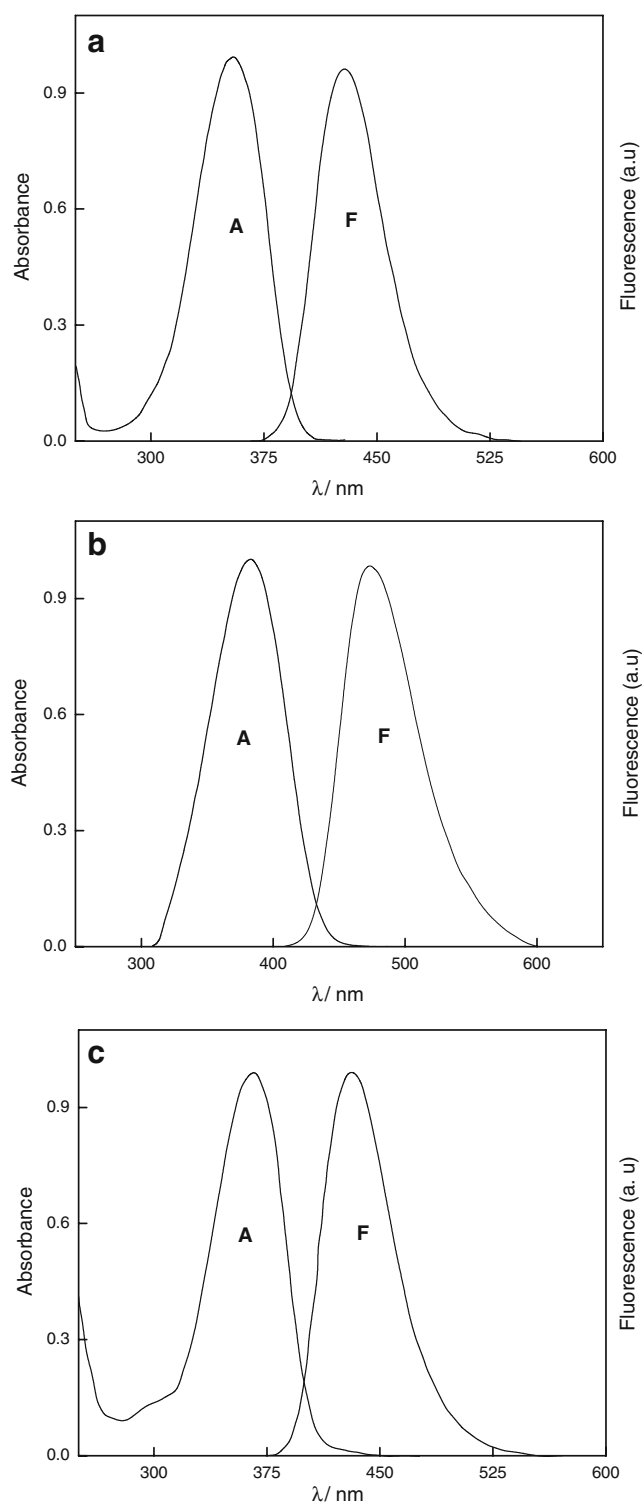 a
0.9
0.6
0.3
0.0
Absorbance
A
F
Fluorescence (a.u)
300
375
450
525
600
λ/ nm
b
0.9
0.6
0.3
0.0
Absorbance
A
F
Fluorescence (a.u)
300
400
500
600
λ/ nm
c
0.9
0.6
0.3
0.0
Absorbance
A
F
Fluorescence (a. u)
300
375
450
525
600
λ/ nm